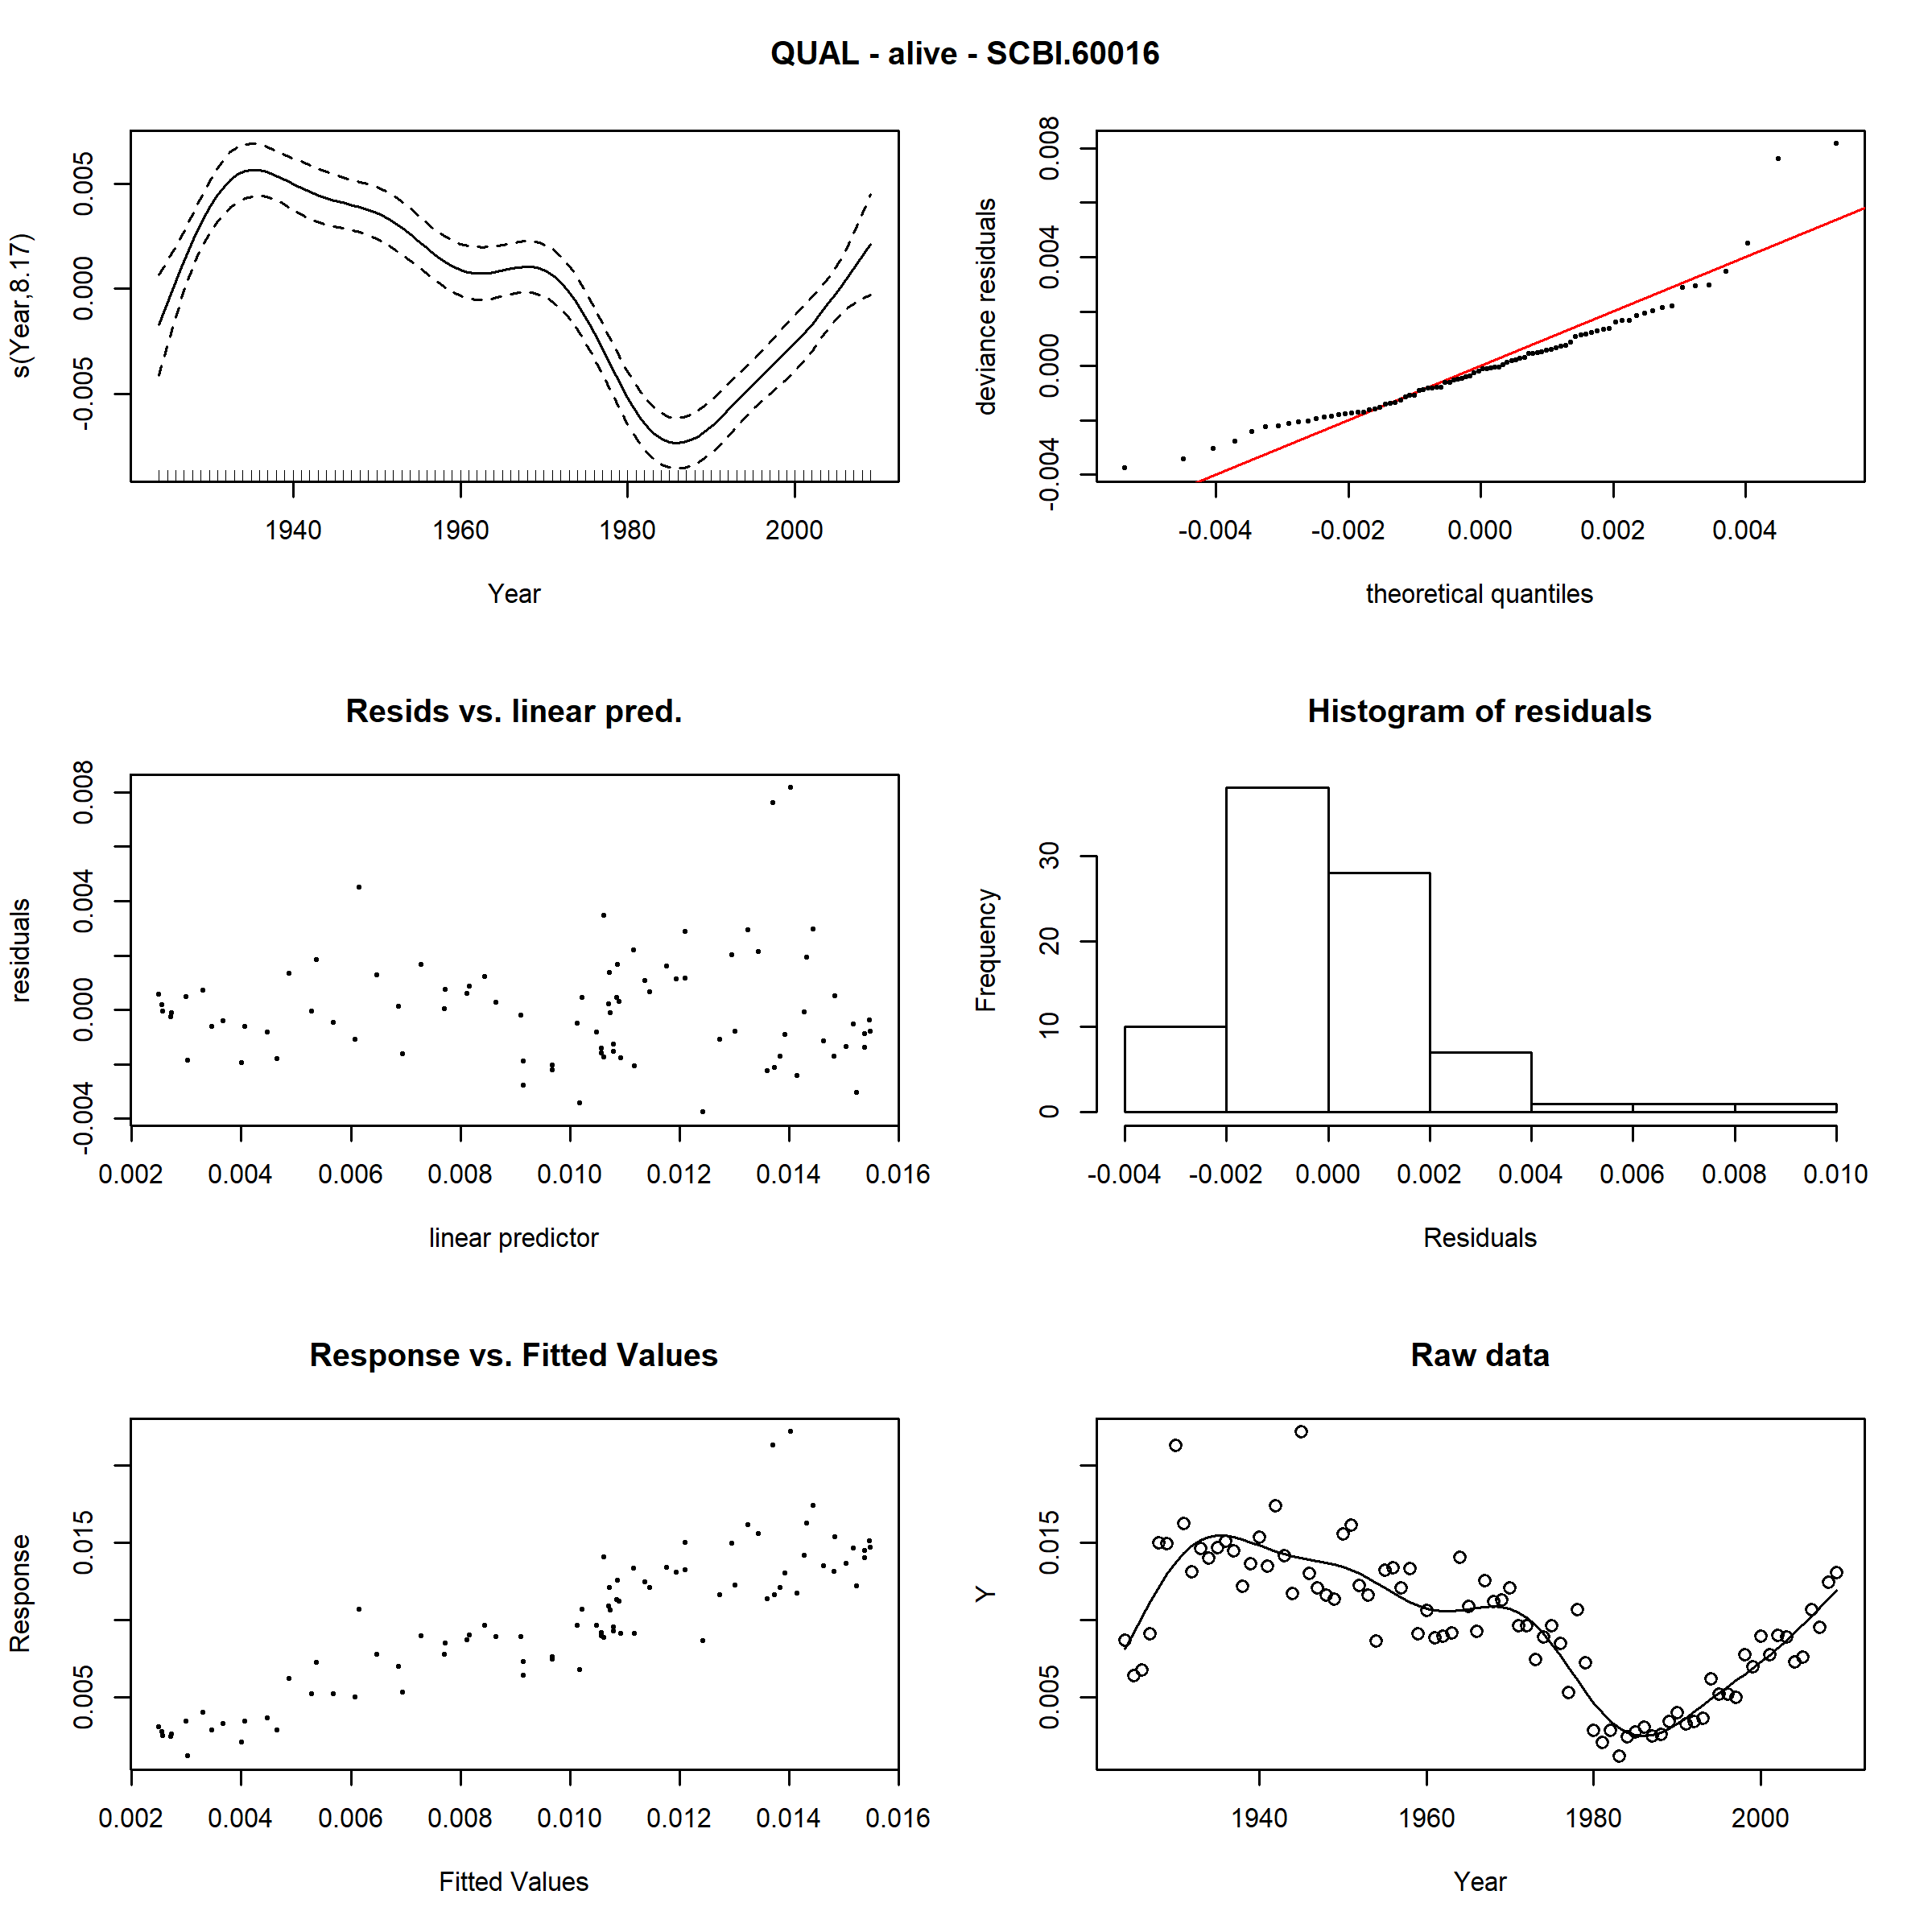 QUAL - alive - SCBI.60016
s(Year,8.17)
0.005
0.000
-0.005
1940 1960 1980 2000
Year
deviance residuals
0.008
0.004
0.000
-0.004
-0.004 -0.002 0.000 0.002 0.004
theoretical quantiles
Resids vs. linear pred.
residuals
0.008
0.004
0.000
-0.004
0.002 0.004 0.006 0.008 0.010 0.012 0.014 0.016
linear predictor
Histogram of residuals
Frequency
30
20
10
0
-0.004 -0.002 0.000 0.002 0.004 0.006 0.008 0.010
Residuals
Response vs. Fitted Values
Response
0.015
0.005
0.002 0.004 0.006 0.008 0.010 0.012 0.014 0.016
Fitted Values
Raw data
Y
0.015
0.005
1940 1960 1980 2000
Year